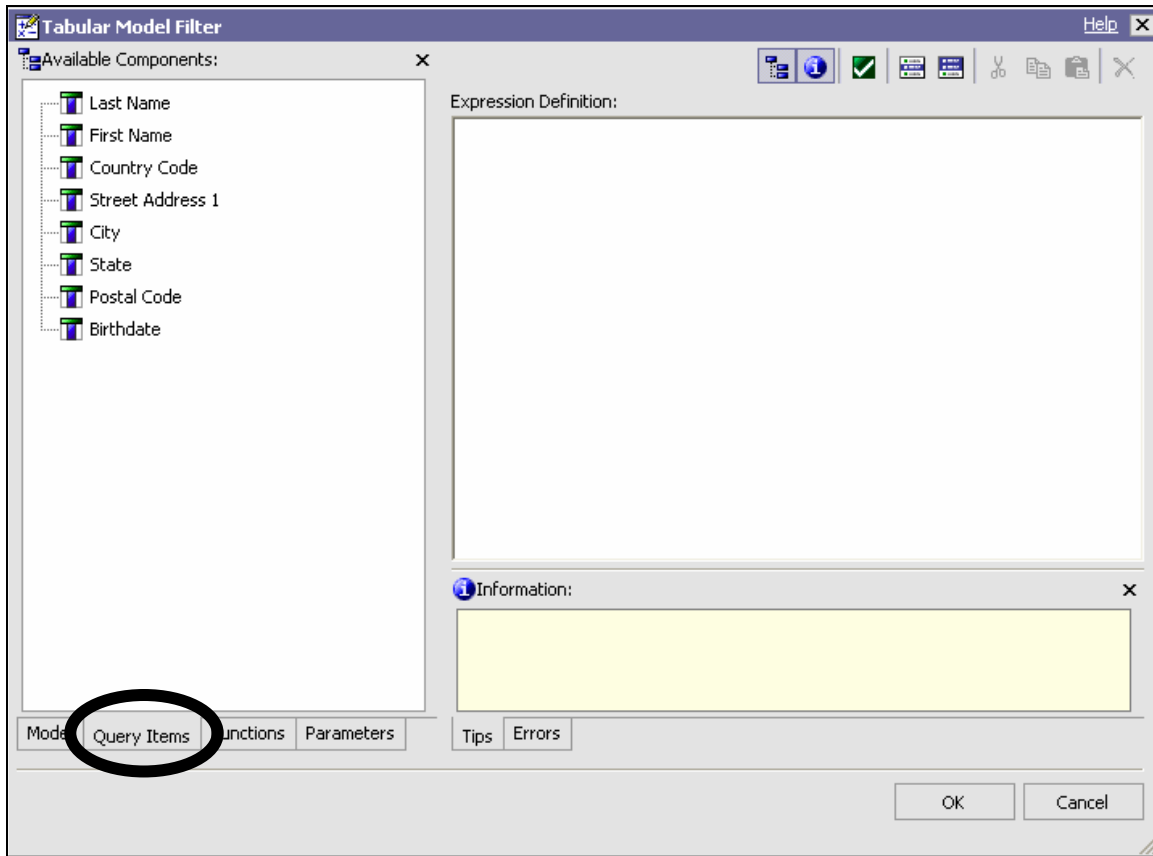 Tabular Model Filter
Help
Available Components:
Last Name
First Name
Country Code
Street Address 1
City
State
Postal Code
Birthdate
Expression Definition:
Information:
Query Items
Parameters
Tips
Errors
OK
Cancel